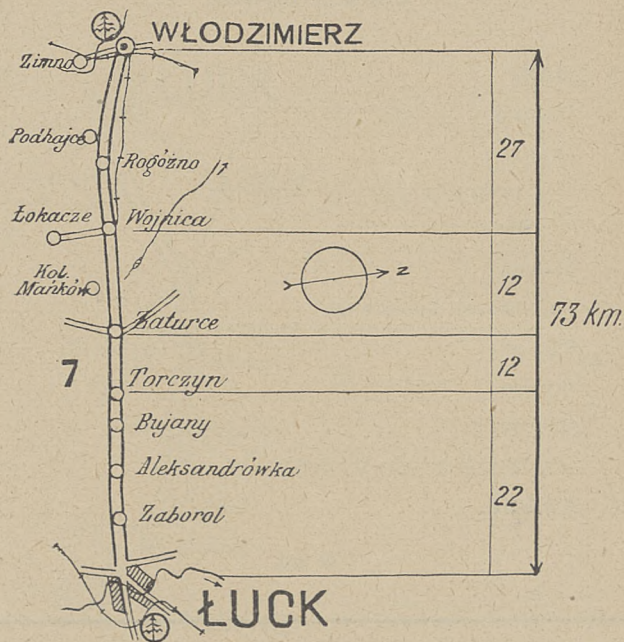 WŁODZIMIERZ
Zimno
Podhajce
27
Rogóżno
Łokacze
Wojnica
Kol.
Mańków
N
12
73 km.
Zaturce
12
7
Torczyn
Bujany
Aleksandrówka
22
Zaborol
ŁUCK